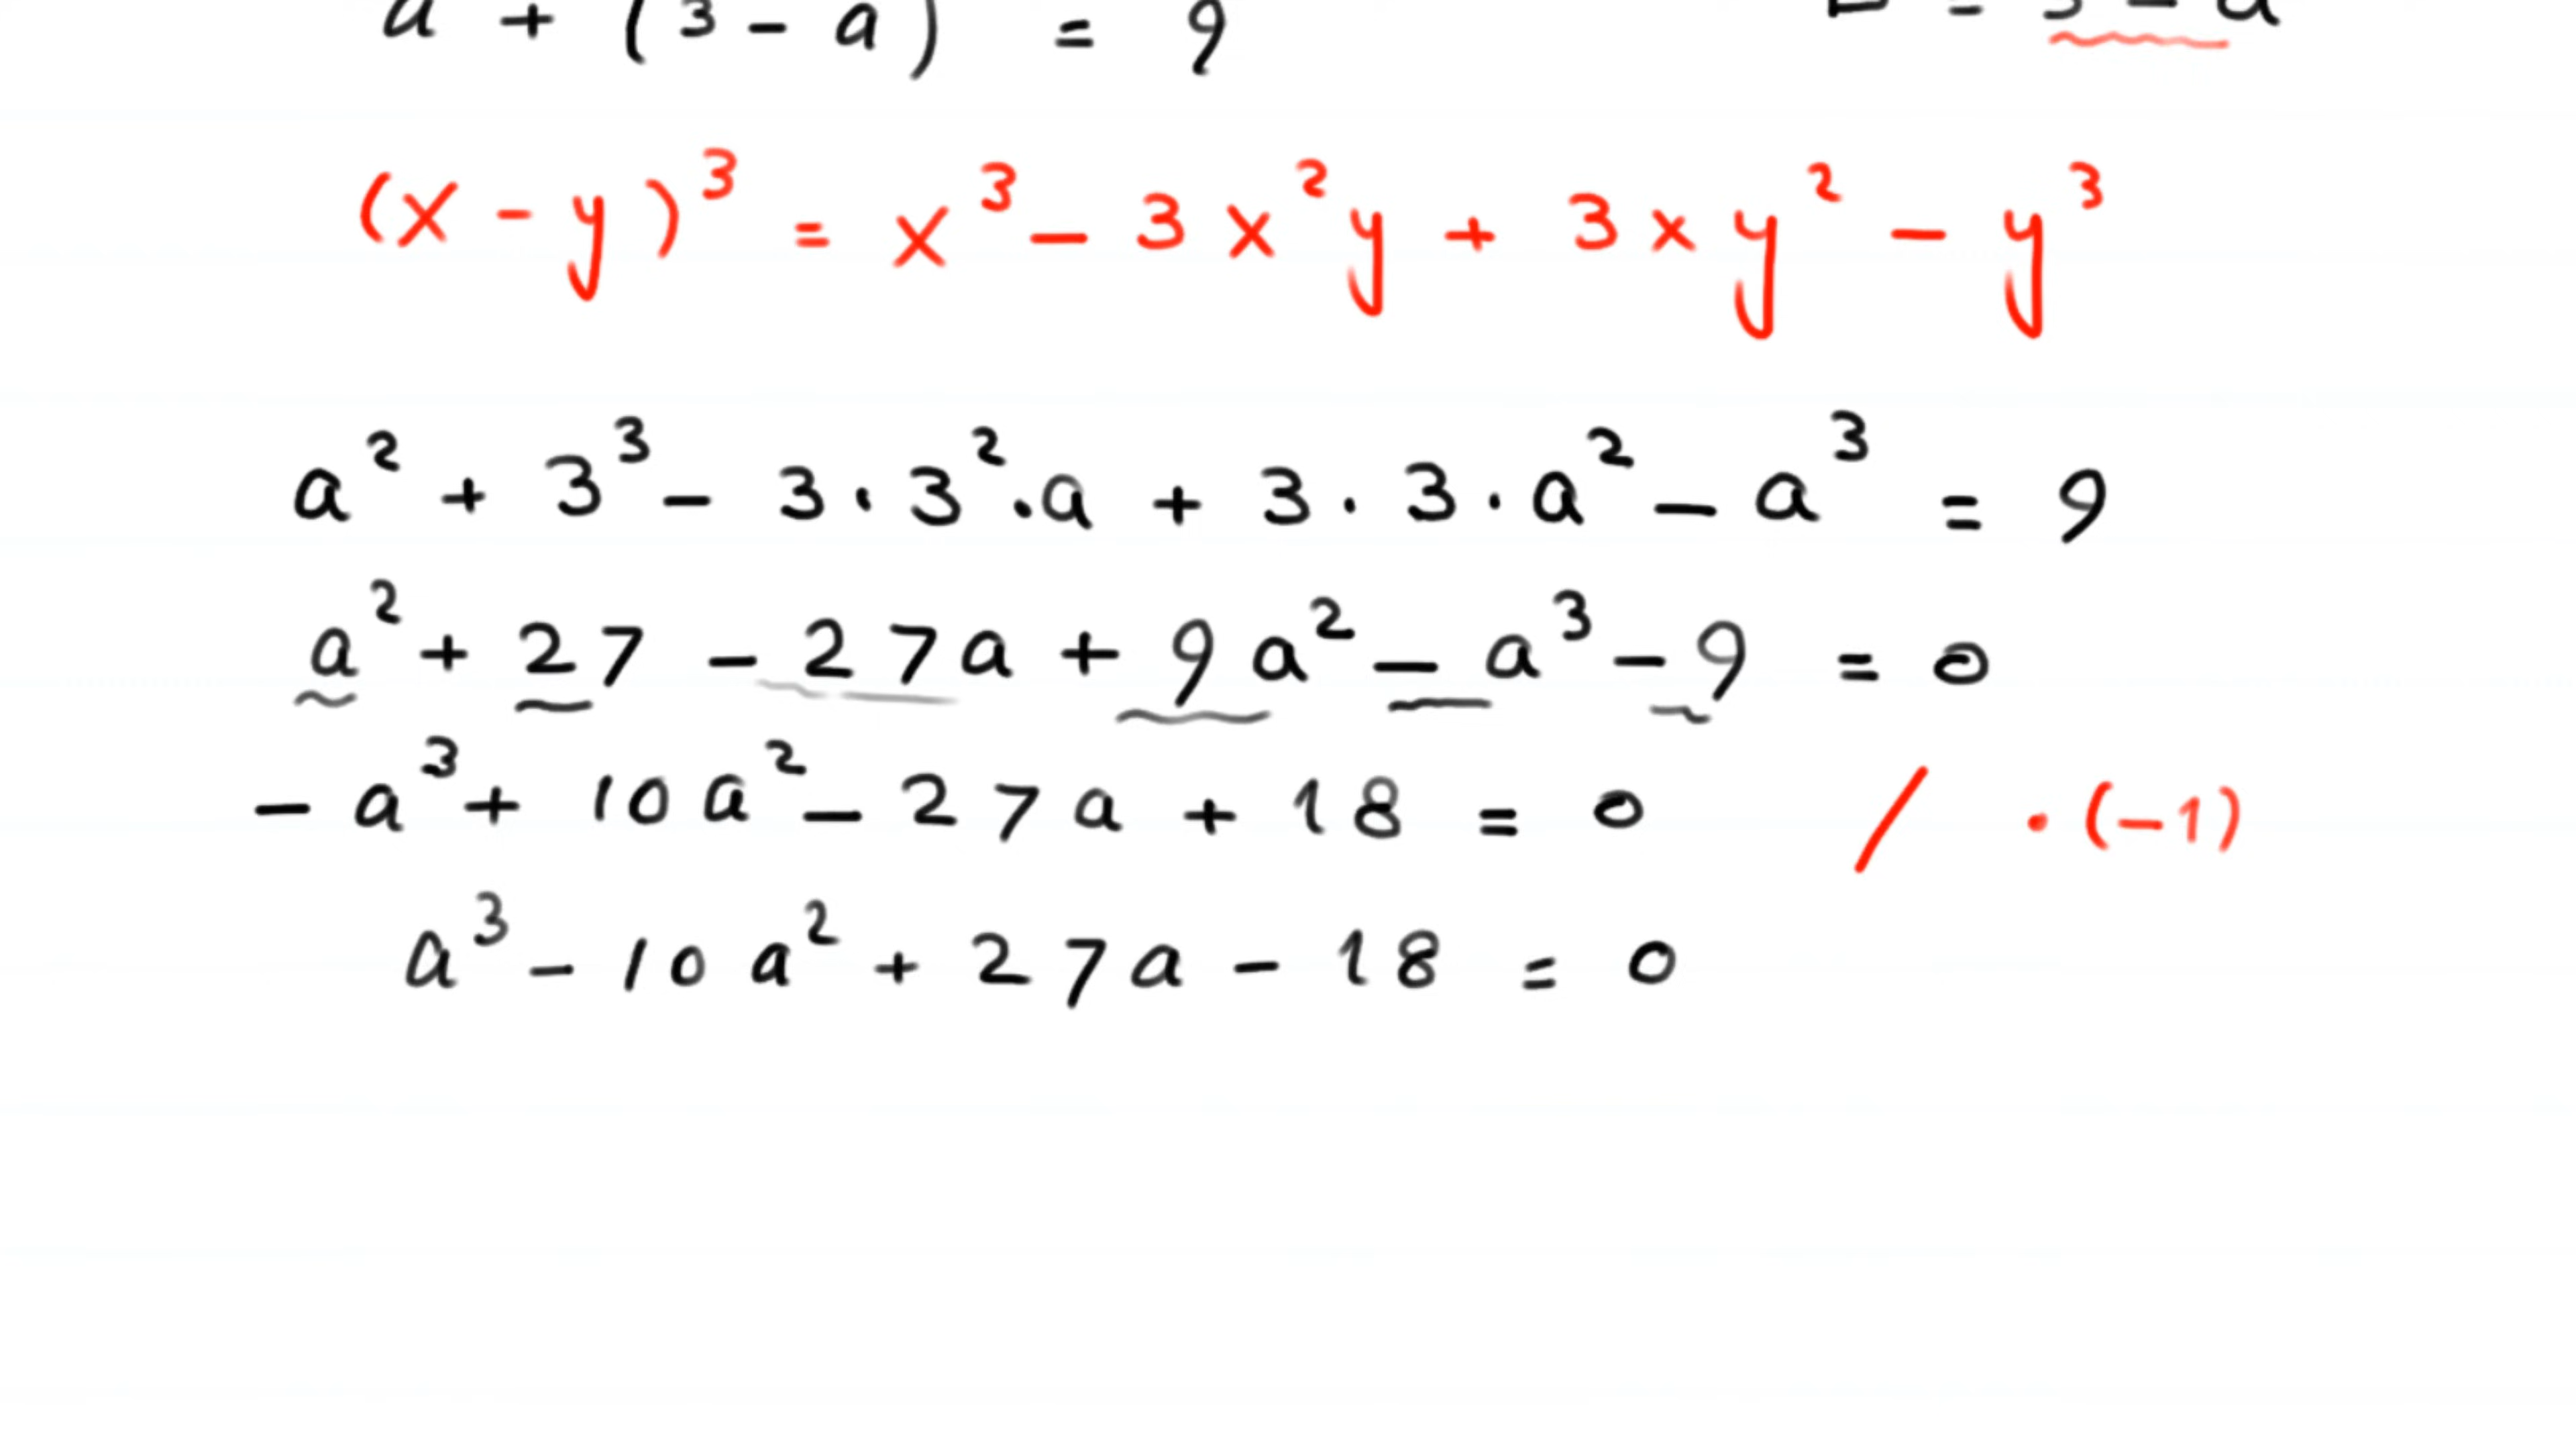 a + (3 - a) = 9
= 3 - a
(x - y)³ = x³ - 3x²y + 3xy² - y³
a² + 3³ - 3·3²·a + 3·3·a² - a³ = 9
a² + 27 - 27a + 9a² - a³ - 9 = 0
- a³ + 10a² - 27a + 18 = 0 / · (-1)
a³ - 10a² + 27a - 18 = 0